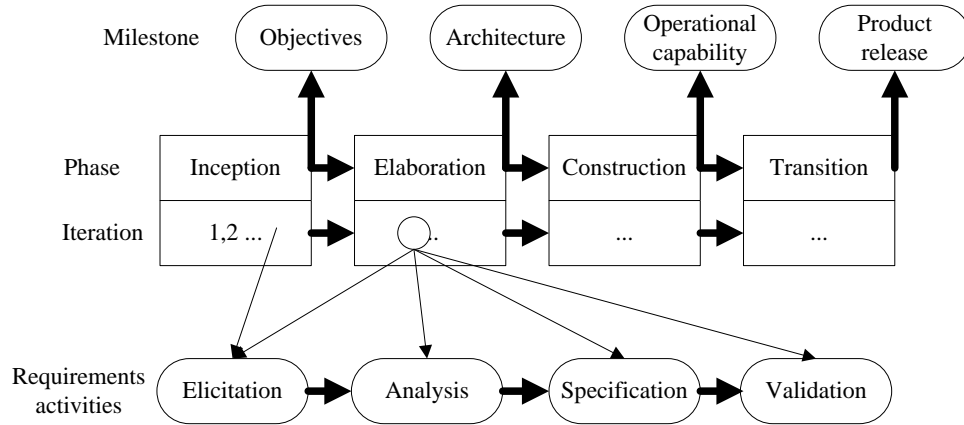 Milestone
Objectives
Architecture
Operational
capability
Product
release
Phase
Inception
Elaboration
Construction
Transition
Iteration
1,2 ...
..
...
...
Requirements
activities
Elicitation
Analysis
Specification
Validation